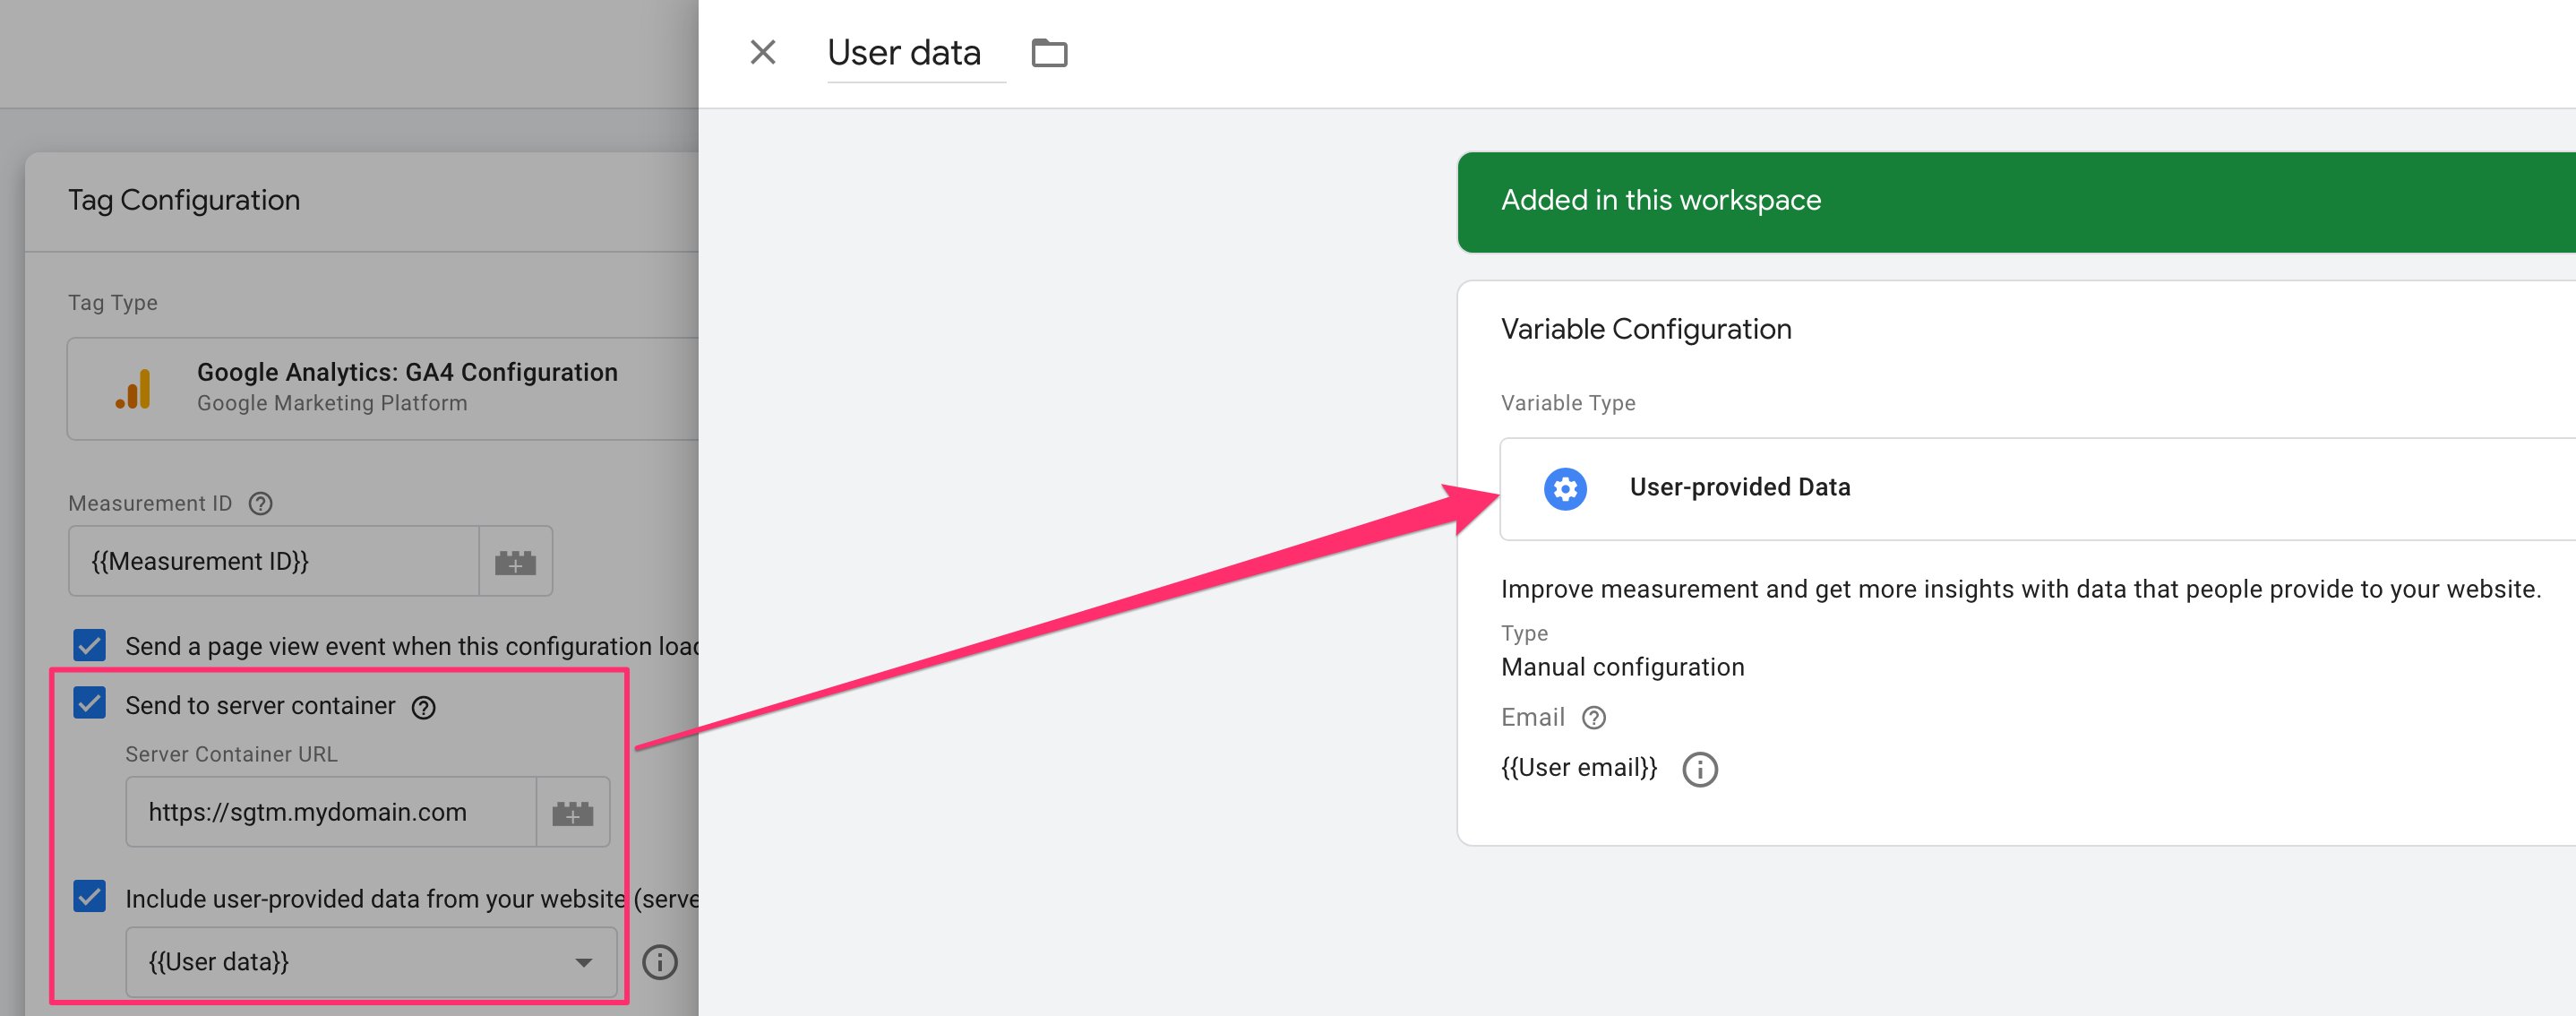 User data
Tag Configuration
Tag Type
Google Analytics: GA4 Configuration
Google Marketing Platform
Measurement ID
{{Measurement ID}}
Send a page view event when this configuration loa
Send to server container
Server Container URL
https://sgtm.mydomain.com
Include user-provided data from your website (serve
{{User data}}
Added in this workspace
Variable Configuration
Variable Type
User-provided Data
Improve measurement and get more insights with data that people provide to your website.
Type
Manual configuration
Email
{{User email}}